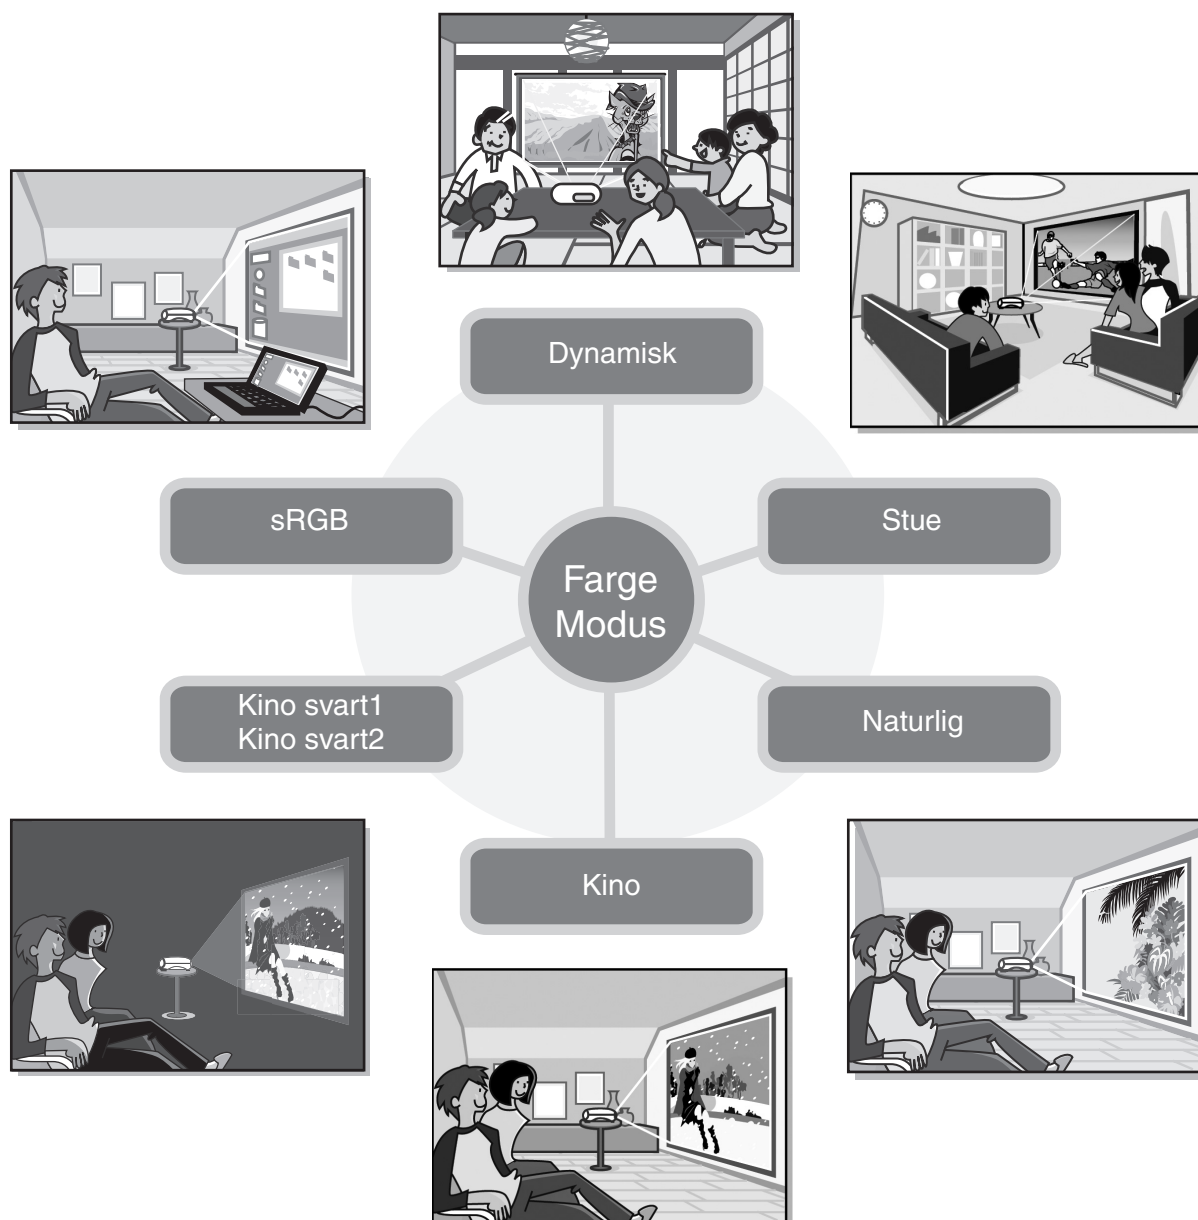 Dynamisk
sRGB
Stue
Farge
Modus
Kino svart1
Kino svart2
Naturlig
Kino